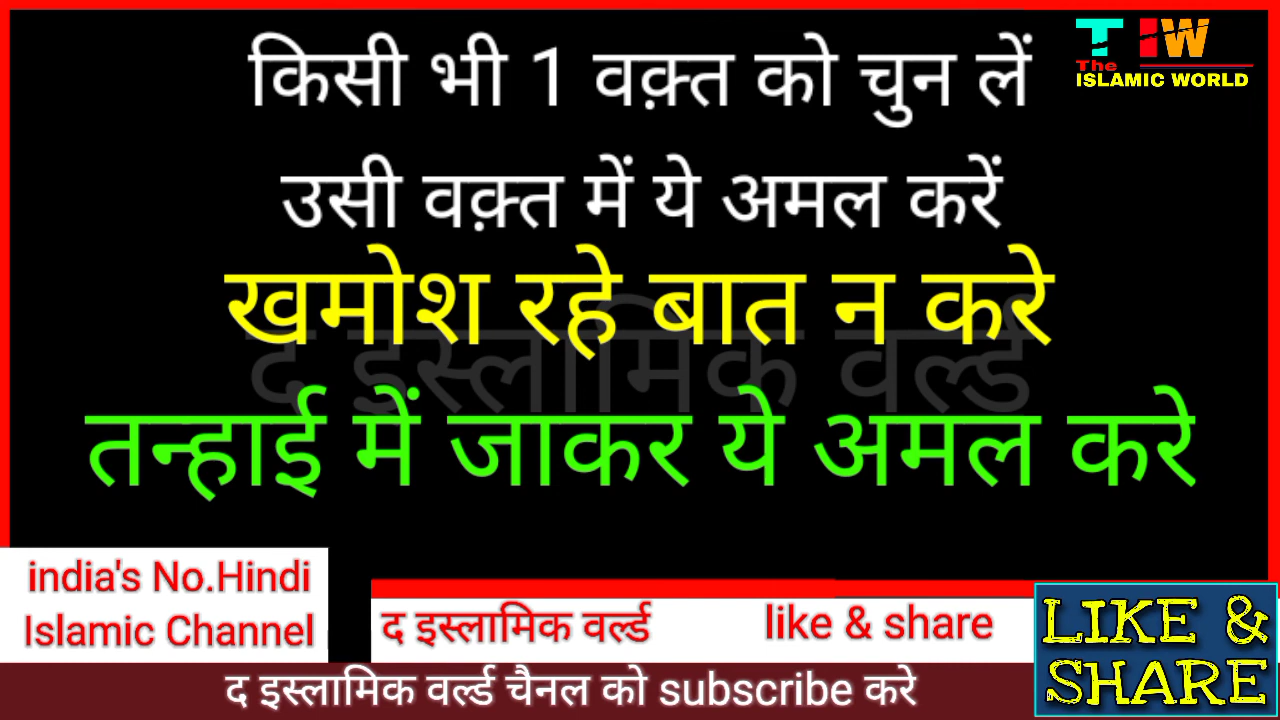 किसी भी 1 वक़्त को चुन लें
TIW
The
ISLAMIC WORLD
उसी वक़्त में ये अमल करें
खमोश रहे बात न करे
द इस्लामिक वर्ल्ड
तन्हाई में जाकर ये अमल करे
india's No.Hindi
Islamic Channel
द इस्लामिक वर्ल्ड like & share
LIKE &
SHARE
द इस्लामिक वर्ल्ड चैनल को subscribe करे